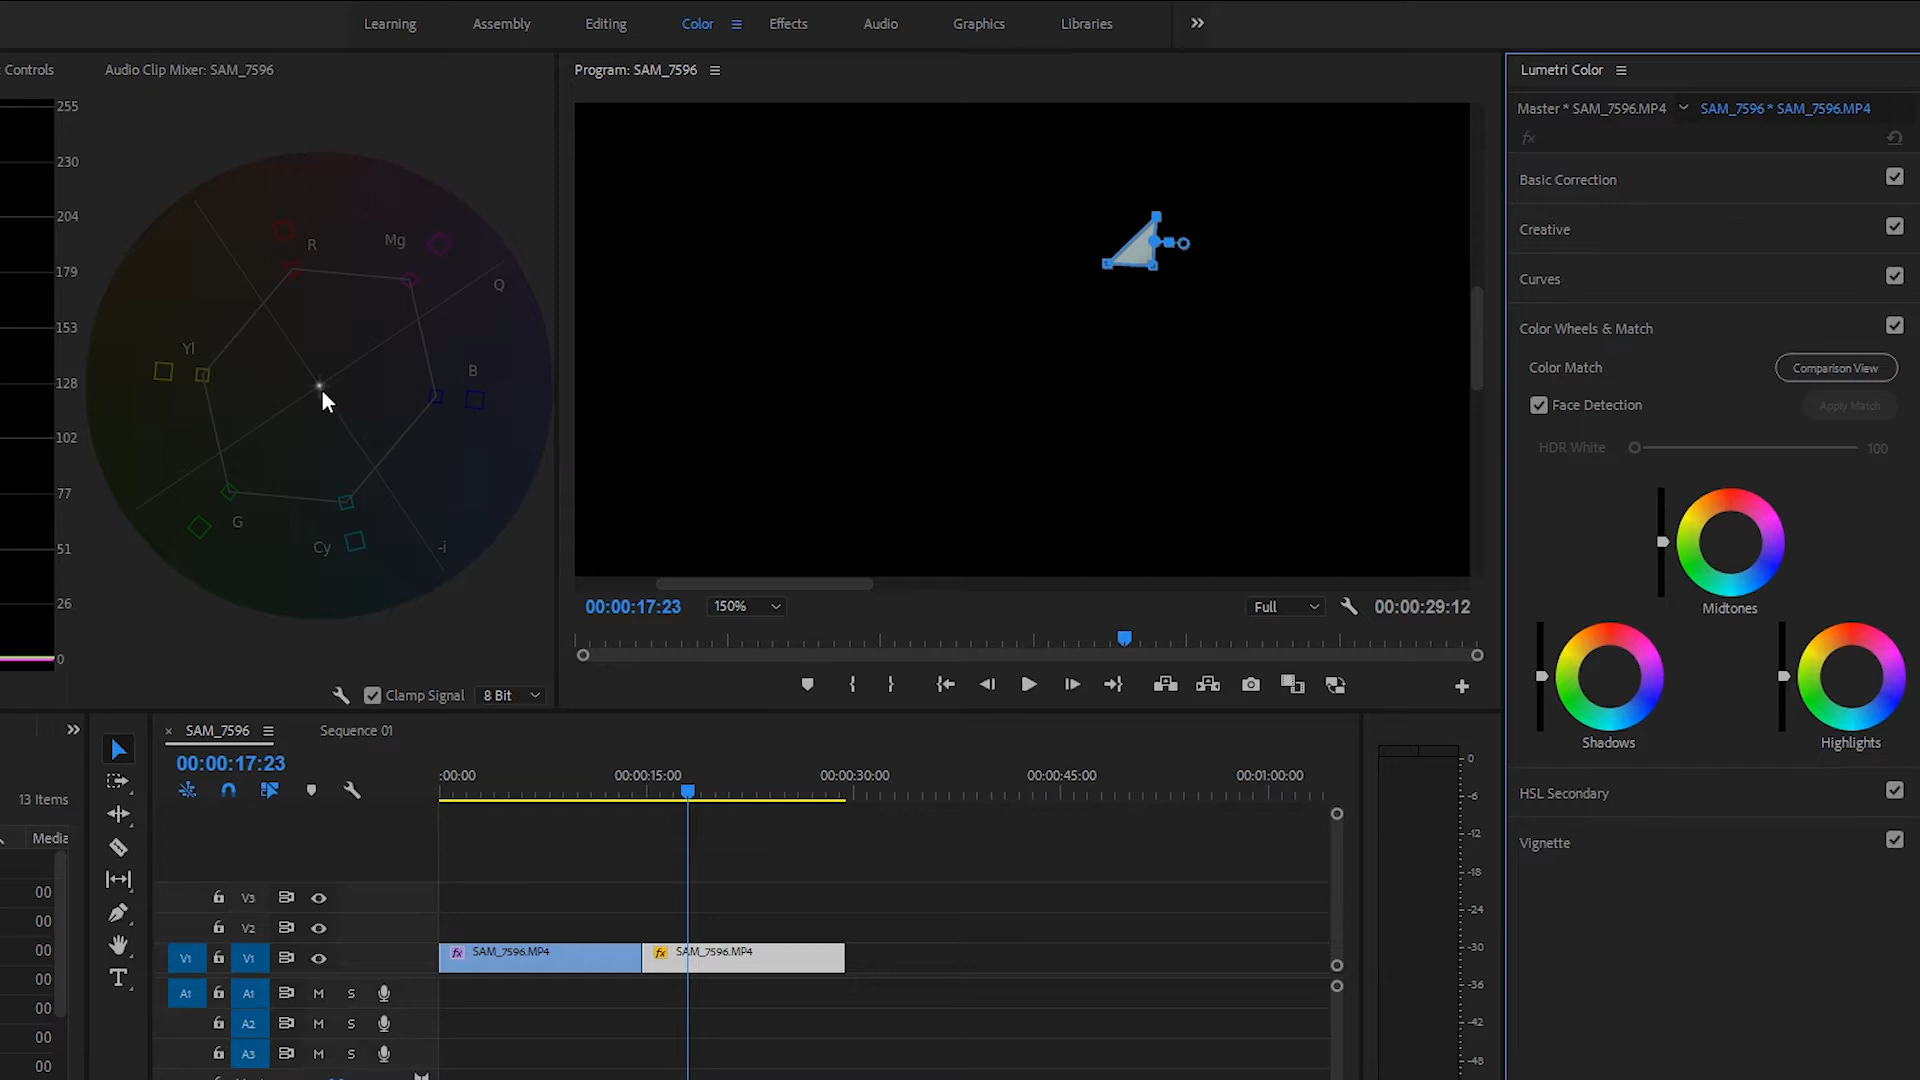 Learning Assembly Editing Color Effects Audio Graphics Libraries
Controls Audio Clip Mixer: SAM_7596
Program: SAM_7596
Lumetri Color
Master * SAM_7596.MP4 SAM_7596 * SAM_7596.MP4
fx
255
230
204
179
153
128
102
77
51
26
0
R
Mg
Q
Yl
B
G
Cy
-i
Clamp Signal 8 Bit
00:00:17:23 150% Full 00:00:29:12
Basic Correction
Creative
Curves
Color Wheels & Match
Color Match Comparison View
Face Detection Apply Match
HDR White 100
Midtones
Shadows Highlights
HSL Secondary
Vignette
13 Items
Media
00
00
00
00
00
00
00
SAM_7596 Sequence 01
00:00:17:23
:00:00 00:00:15:00 00:00:30:00 00:00:45:00 00:01:00:00
T
V3
V2
V1 V1 fx SAM_7596.MP4 fx SAM_7596.MP4
A1 A1 M S
A2 M S
A3 M S
0
-6
-12
-18
-24
-30
-36
-42
-48